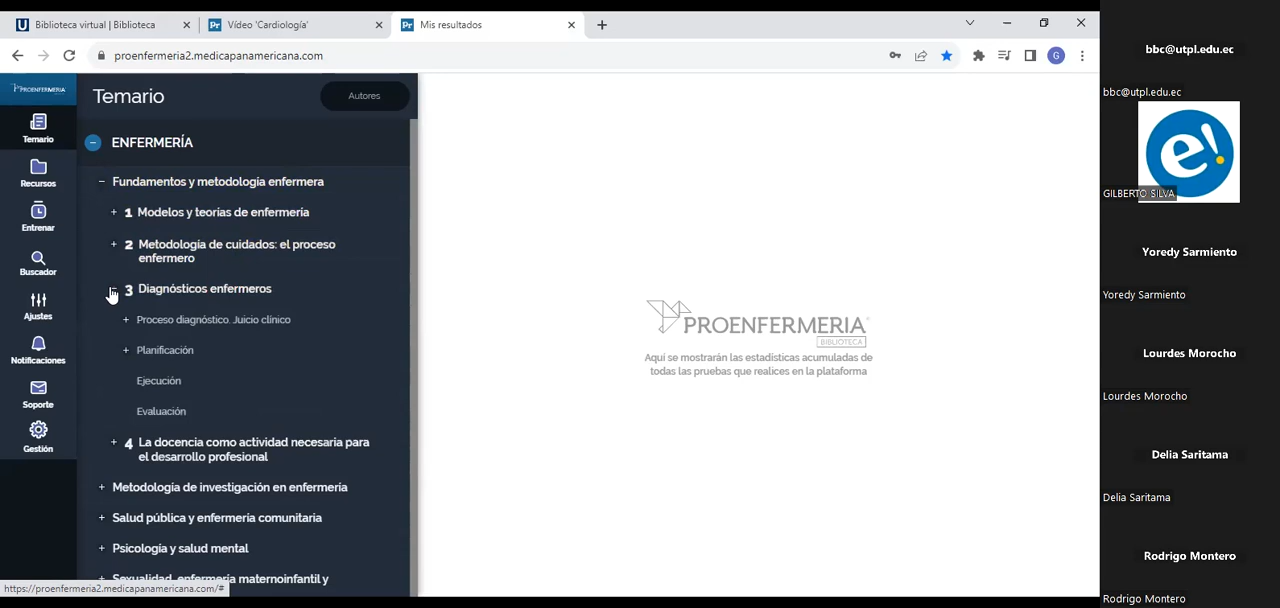 Biblioteca virtual | Biblioteca
Vídeo 'Cardiología'
Mis resultados
proenfermeria2.medicapanamericana.com
G
PROENFERMERIA
Temario
Recursos
Entrenar
Buscador
Ajustes
Notificaciones
Soporte
Gestión
Temario
Autores
ENFERMERÍA
Fundamentos y metodología enfermera
1 Modelos y teorías de enfermería
2 Metodología de cuidados: el proceso
enfermero
3 Diagnósticos enfermeros
Proceso diagnóstico. Juicio clínico
Planificación
Ejecución
Evaluación
4 La docencia como actividad necesaria para
el desarrollo profesional
Metodología de investigación en enfermería
Salud pública y enfermería comunitaria
Psicología y salud mental
Sexualidad, enfermería maternoinfantil y
https://proenfermeria2.medicapanamericana.com/#
PROENFERMERIA
BIBLIOTECA
Aquí se mostrarán las estadísticas acumuladas de
todas las pruebas que realices en la plataforma
bbc@utpl.edu.ec
bbc@utpl.edu.ec
e!
GILBERTO SILVA
Yoredy Sarmiento
Yoredy Sarmiento
Lourdes Morocho
Lourdes Morocho
Delia Saritama
Delia Saritama
Rodrigo Montero
Rodrigo Montero